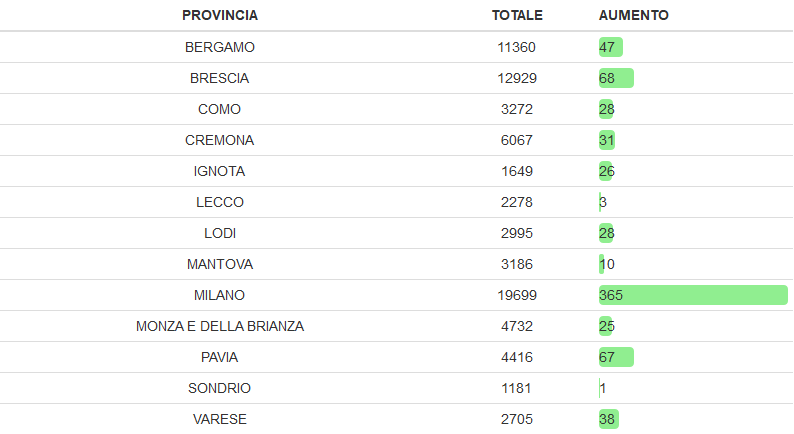 PROVINCIA TOTALE AUMENTO
BERGAMO 11360 47
BRESCIA 12929 68
COMO 3272 28
CREMONA 6067 31
IGNOTA 1649 26
LECCO 2278 3
LODI 2995 28
MANTOVA 3186 10
MILANO 19699 365
MONZA E DELLA BRIANZA 4732 25
PAVIA 4416 67
SONDRIO 1181 1
VARESE 2705 38